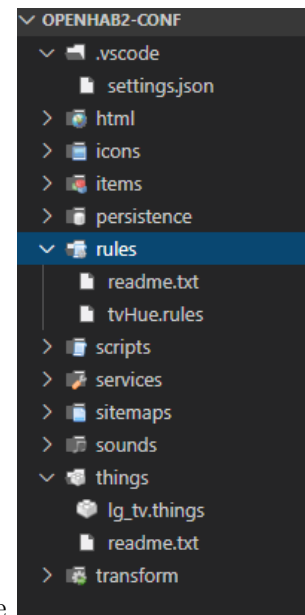 OPENHAB2-CONF
.vscode
settings.json
html
icons
items
persistence
rules
readme.txt
tvHue.rules
scripts
services
sitemaps
sounds
things
lg_tv.things
readme.txt
transform
e